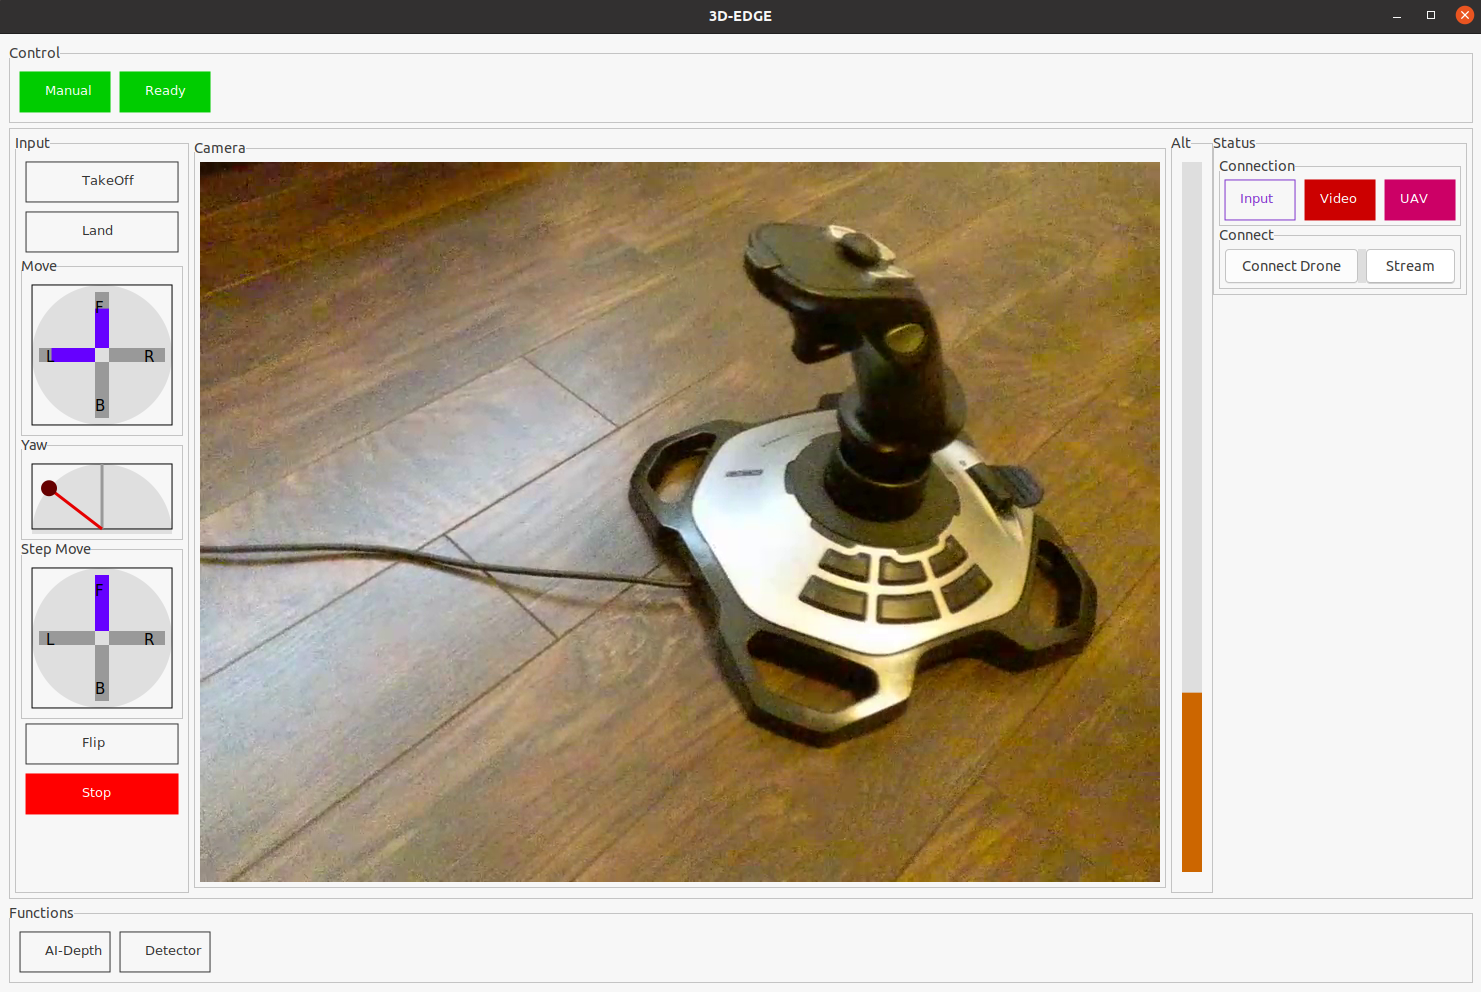 3D-EDGE
Control
Manual Ready
Input
TakeOff
Land
Move
F
L R
B
Yaw
Step Move
F
L R
B
Flip
Stop
Camera
Alt
Status
Connection
Input Video UAV
Connect
Connect Drone Stream
Functions
AI-Depth Detector